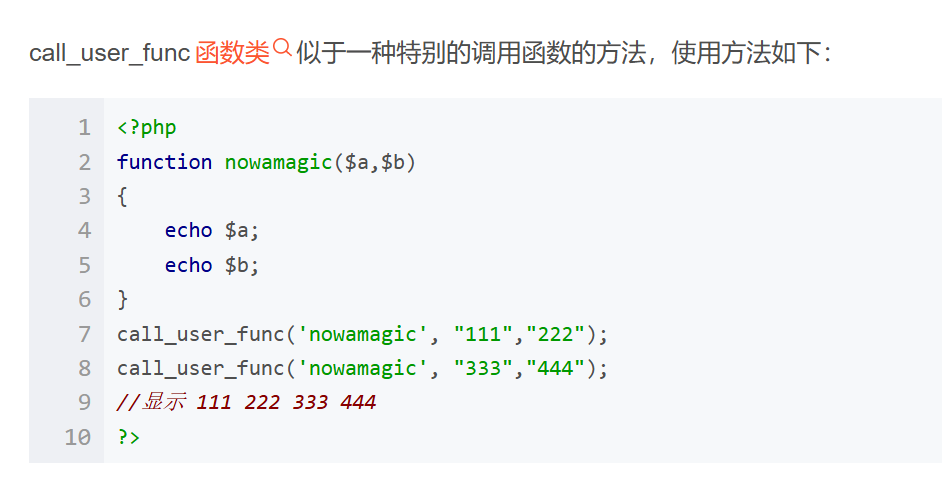 call_user_func 函数类似于一种特别的调用函数的方法，使用方法如下：
1 <?php
2 function nowamagic($a,$b)
3 {
4     echo $a;
5     echo $b;
6 }
7 call_user_func('nowamagic', "111","222");
8 call_user_func('nowamagic', "333","444");
9 //显示 111 222 333 444
10 ?>